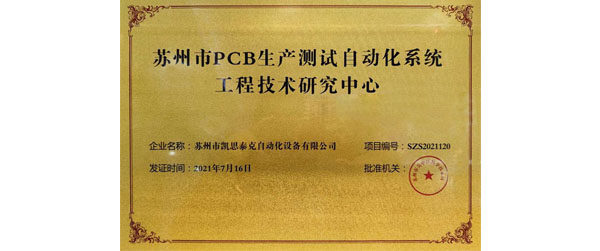 苏州市PCB生产测试自动化系统
工程技术研究中心
企业名称：苏州市凯思泰克自动化设备有限公司 项目编号：SZS2021120
发证时间：2021年7月16日 批准机关：